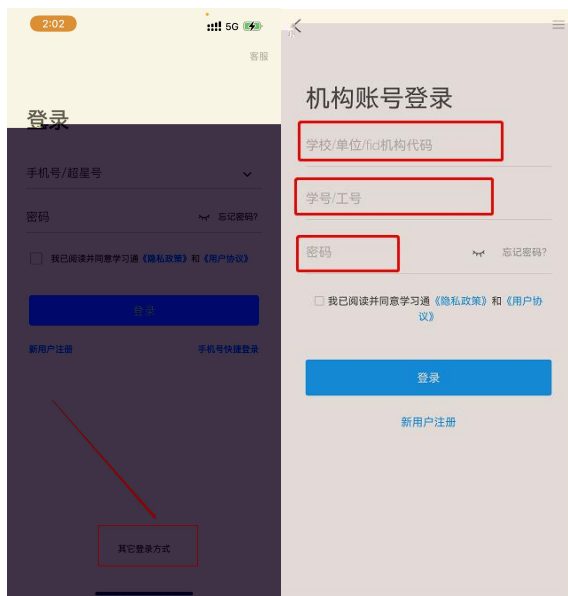 2:02
5G
客服
登录
手机号/超星号
密码
忘记密码?
我已阅读并同意学习通《隐私政策》和《用户协议》
登录
新用户注册
手机号快捷登录
其它登录方式
机构账号登录
学校/单位/fid机构代码
学号/工号
密码
忘记密码?
我已阅读并同意学习通《隐私政策》和《用户协
议》
登录
新用户注册